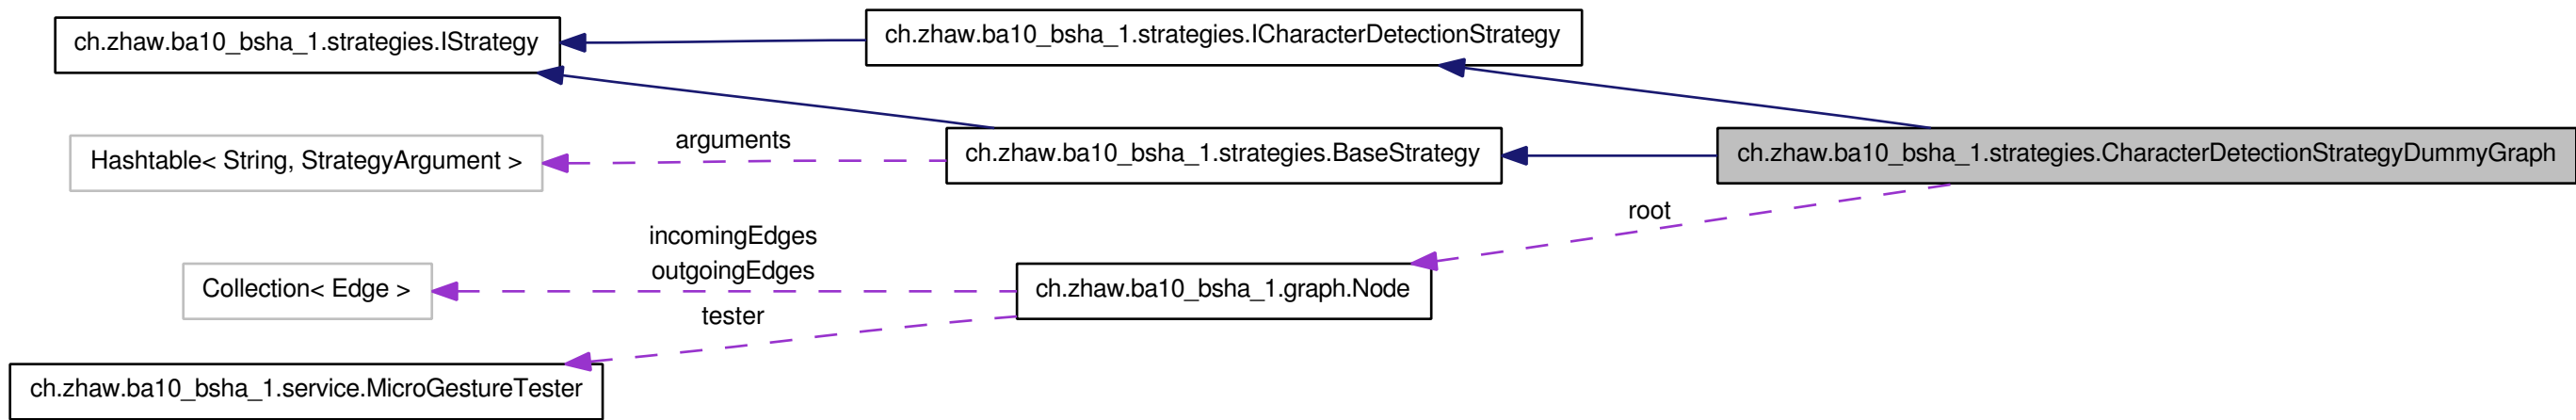 ch.zhaw.ba10_bsha_1.strategies.IStrategy
ch.zhaw.ba10_bsha_1.strategies.ICharacterDetectionStrategy
Hashtable< String, StrategyArgument >
arguments
ch.zhaw.ba10_bsha_1.strategies.BaseStrategy
ch.zhaw.ba10_bsha_1.strategies.CharacterDetectionStrategyDummyGraph
root
incomingEdges
outgoingEdges
Collection< Edge >
ch.zhaw.ba10_bsha_1.graph.Node
tester
ch.zhaw.ba10_bsha_1.service.MicroGestureTester